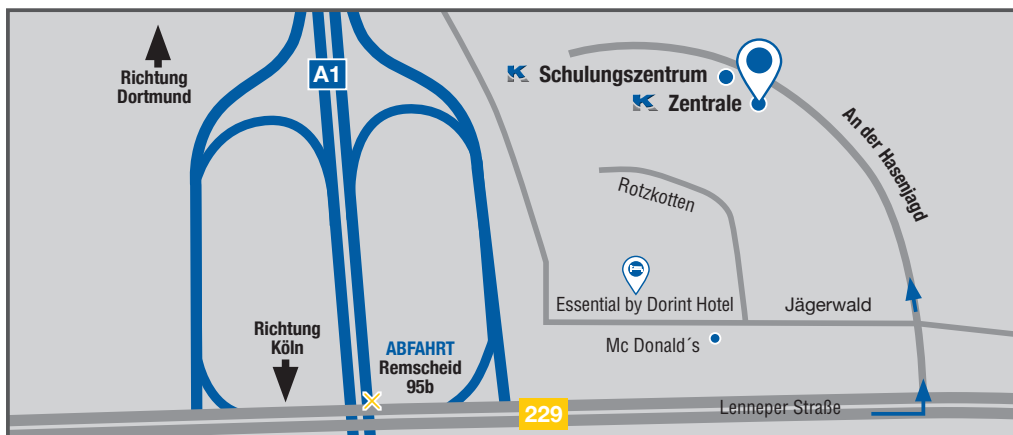 Richtung
Dortmund
A1
K Schulungszentrum
K Zentrale
An der Hasenjagd
Rotzkotten
Essential by Dorint Hotel
Jägerwald
Mc Donald´s
Richtung
Köln
ABFAHRT
Remscheid
95b
229
Lenneper Straße